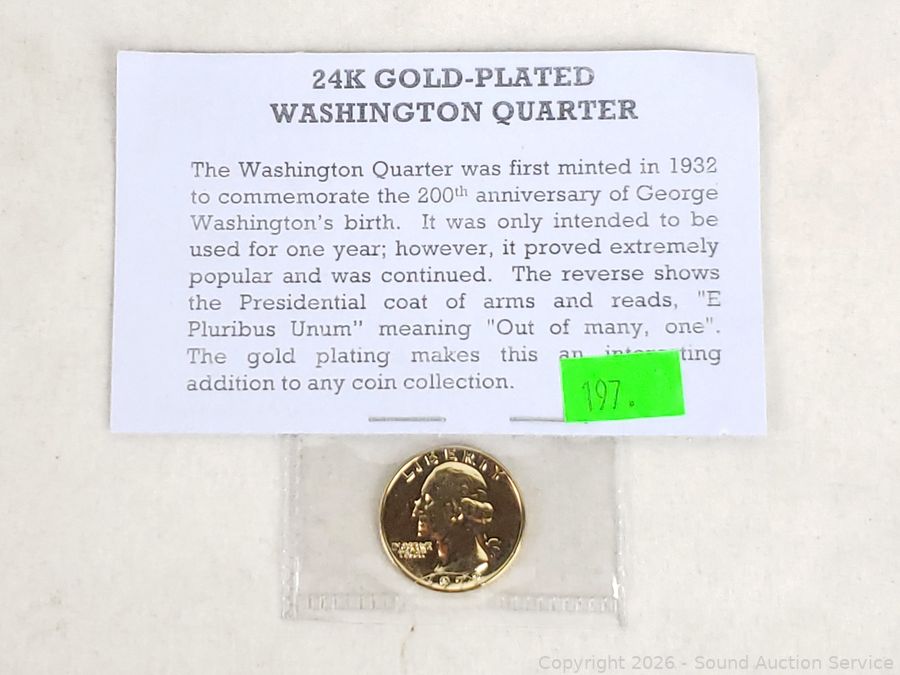 24K GOLD-PLATED
WASHINGTON QUARTER
The Washington Quarter was first minted in 1932
to commemorate the 200th anniversary of George
Washington's birth. It was only intended to be
used for one year; however, it proved extremely
popular and was continued. The reverse shows
the Presidential coat of arms and reads, "E
Pluribus Unum" meaning "Out of many, one".
The gold plating makes this an interesting
addition to any coin collection.
197.
LIBERTY
Copyright 2026 - Sound Auction Service